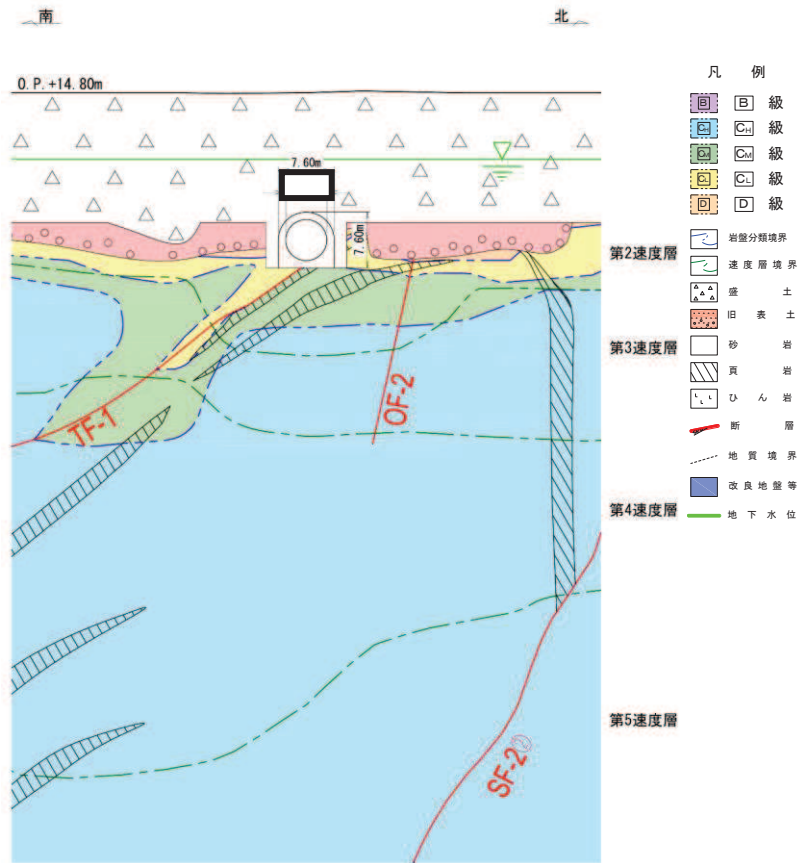 南
北
O.P.+14.80m
7.60m
7.60m
TF-1
OF-2
SF-2②
第2速度層
第3速度層
第4速度層
第5速度層
凡 例
B B 級
CH CH 級
CM CM 級
CL CL 級
D D 級
岩盤分類境界
速度層境界
盛 土
旧 表 土
砂 岩
頁 岩
ひ ん 岩
断 層
地 質 境 界
改 良 地 盤 等
地 下 水 位